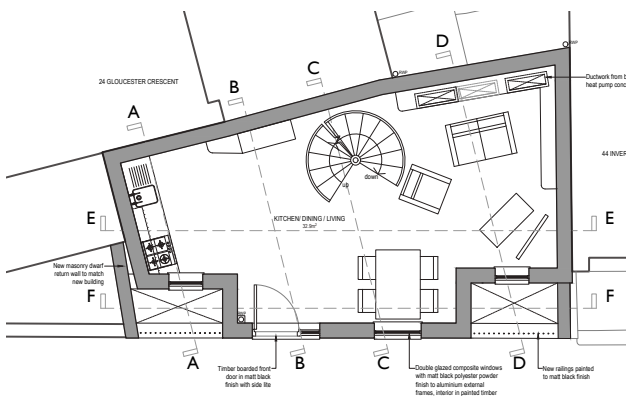 D
RWP
RWP
C
Ductwork from b
heat pump cond
24 GLOUCESTER CRESCENT
B
A
44 INVER
down
up
E
KITCHEN/ DINING / LIVING
32.9m²
E
New masonry dwarf
return wall to match
new building
F
F
A
B
C
D
Timber boarded front
door in matt black
finish with side lite
Double glazed composite windows
with matt black polyester powder
finish to aluminium external
frames, interior in painted timber
New railings painted
to matt black finish